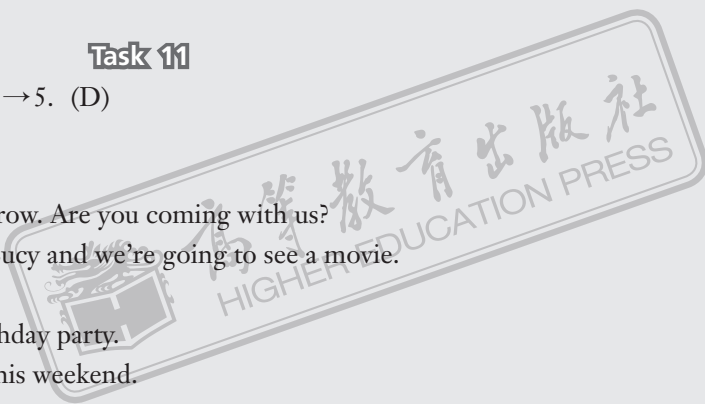 Task 11
→5. (D)
row. Are you coming with us?
ucy and we're going to see a movie.
hday party.
his weekend.
高等教育出版社
HIGHER EDUCATION PRESS